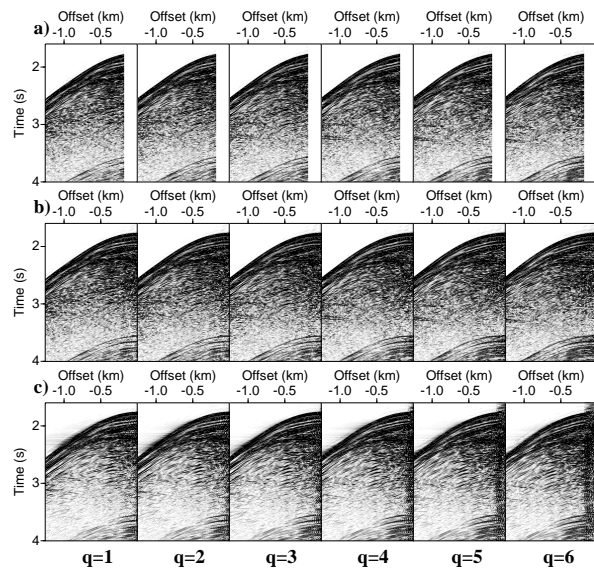 a)
Offset (km) Offset (km) Offset (km) Offset (km) Offset (km) Offset (km)
-1.0 -0.5 -1.0 -0.5 -1.0 -0.5 -1.0 -0.5 -1.0 -0.5 -1.0 -0.5
2
3
4
Time (s)
b)
Offset (km) Offset (km) Offset (km) Offset (km) Offset (km) Offset (km)
-1.0 -0.5 -1.0 -0.5 -1.0 -0.5 -1.0 -0.5 -1.0 -0.5 -1.0 -0.5
2
3
4
Time (s)
c)
Offset (km) Offset (km) Offset (km) Offset (km) Offset (km) Offset (km)
-1.0 -0.5 -1.0 -0.5 -1.0 -0.5 -1.0 -0.5 -1.0 -0.5 -1.0 -0.5
2
3
4
Time (s)
q=1 q=2 q=3 q=4 q=5 q=6